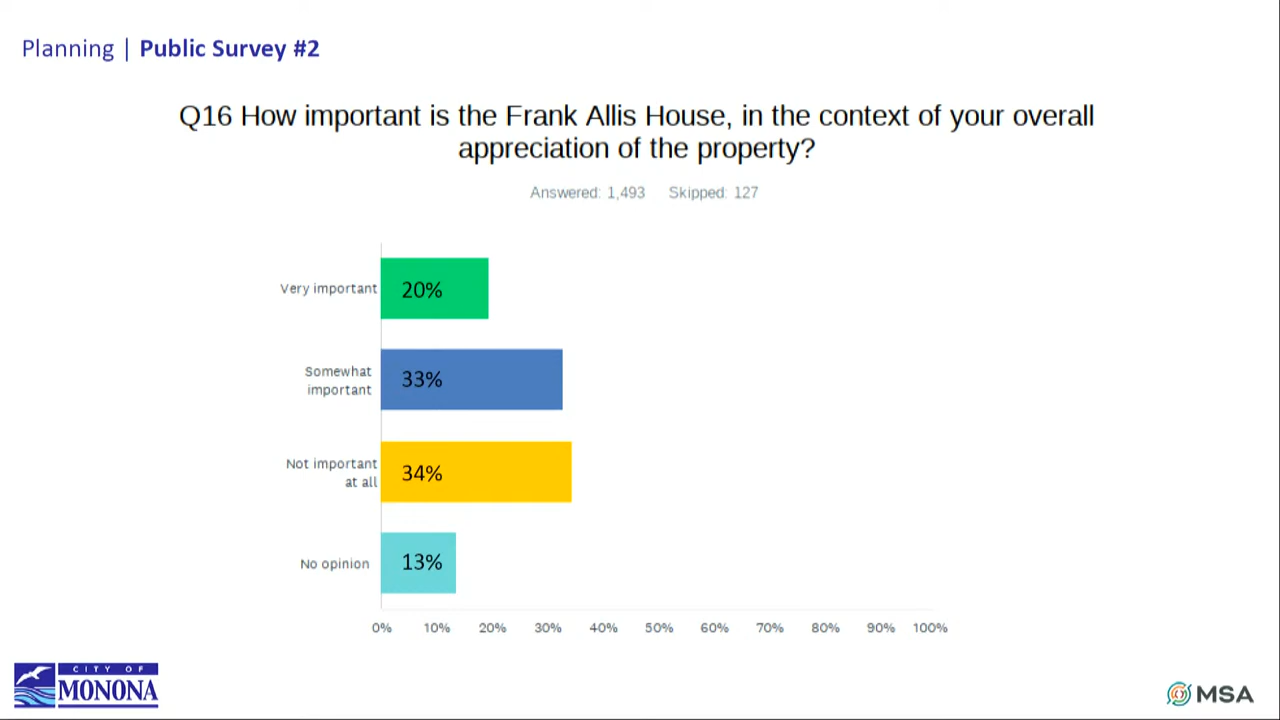 Planning | Public Survey #2
Q16 How important is the Frank Allis House, in the context of your overall
appreciation of the property?
Answered: 1,493 Skipped: 127
Very important 20%
Somewhat
important
33%
Not important
at all
34%
No opinion 13%
0% 10% 20% 30% 40% 50% 60% 70% 80% 90% 100%
CITY OF
MONONA
MSA